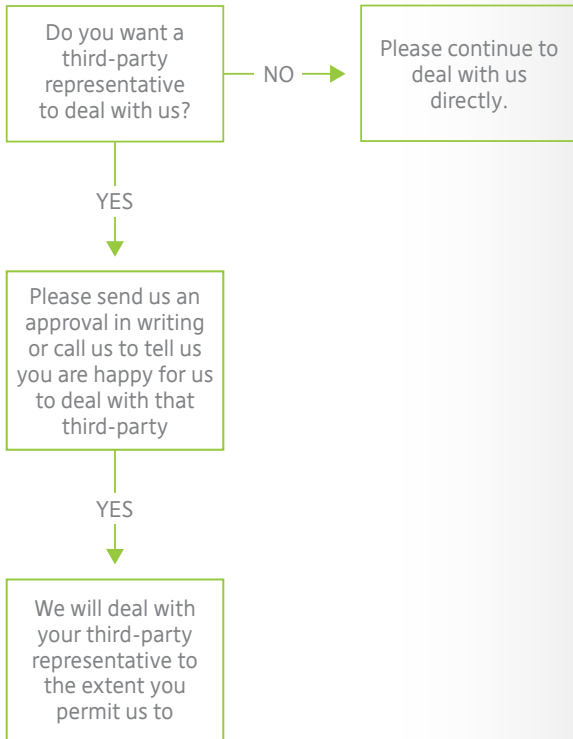 Do you want a
third-party
representative
to deal with us?
NO
Please continue to
deal with us
directly.
YES
Please send us an
approval in writing
or call us to tell us
you are happy for us
to deal with that
third-party
YES
We will deal with
your third-party
representative to
the extent you
permit us to